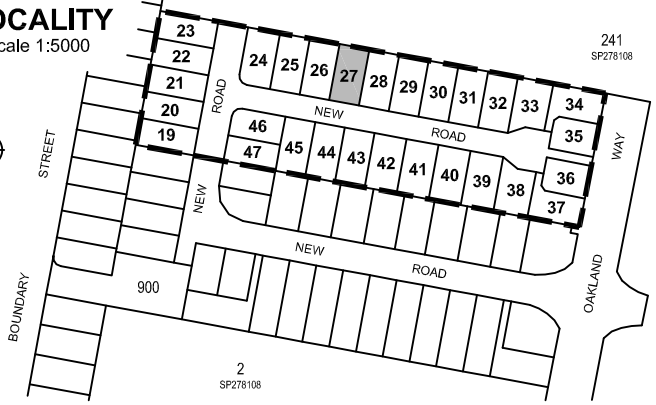 OCALITY
cale 1:5000
241
SP278108
23
22
21
20
19
ROAD
24
25
26
27
28
29
30
31
32
33
34
35
NEW
ROAD
46
47
45
44
43
42
41
40
39
38
36
37
WAY
STREET
NEW
NEW
ROAD
OAKLAND
BOUNDARY
900
2
SP278108